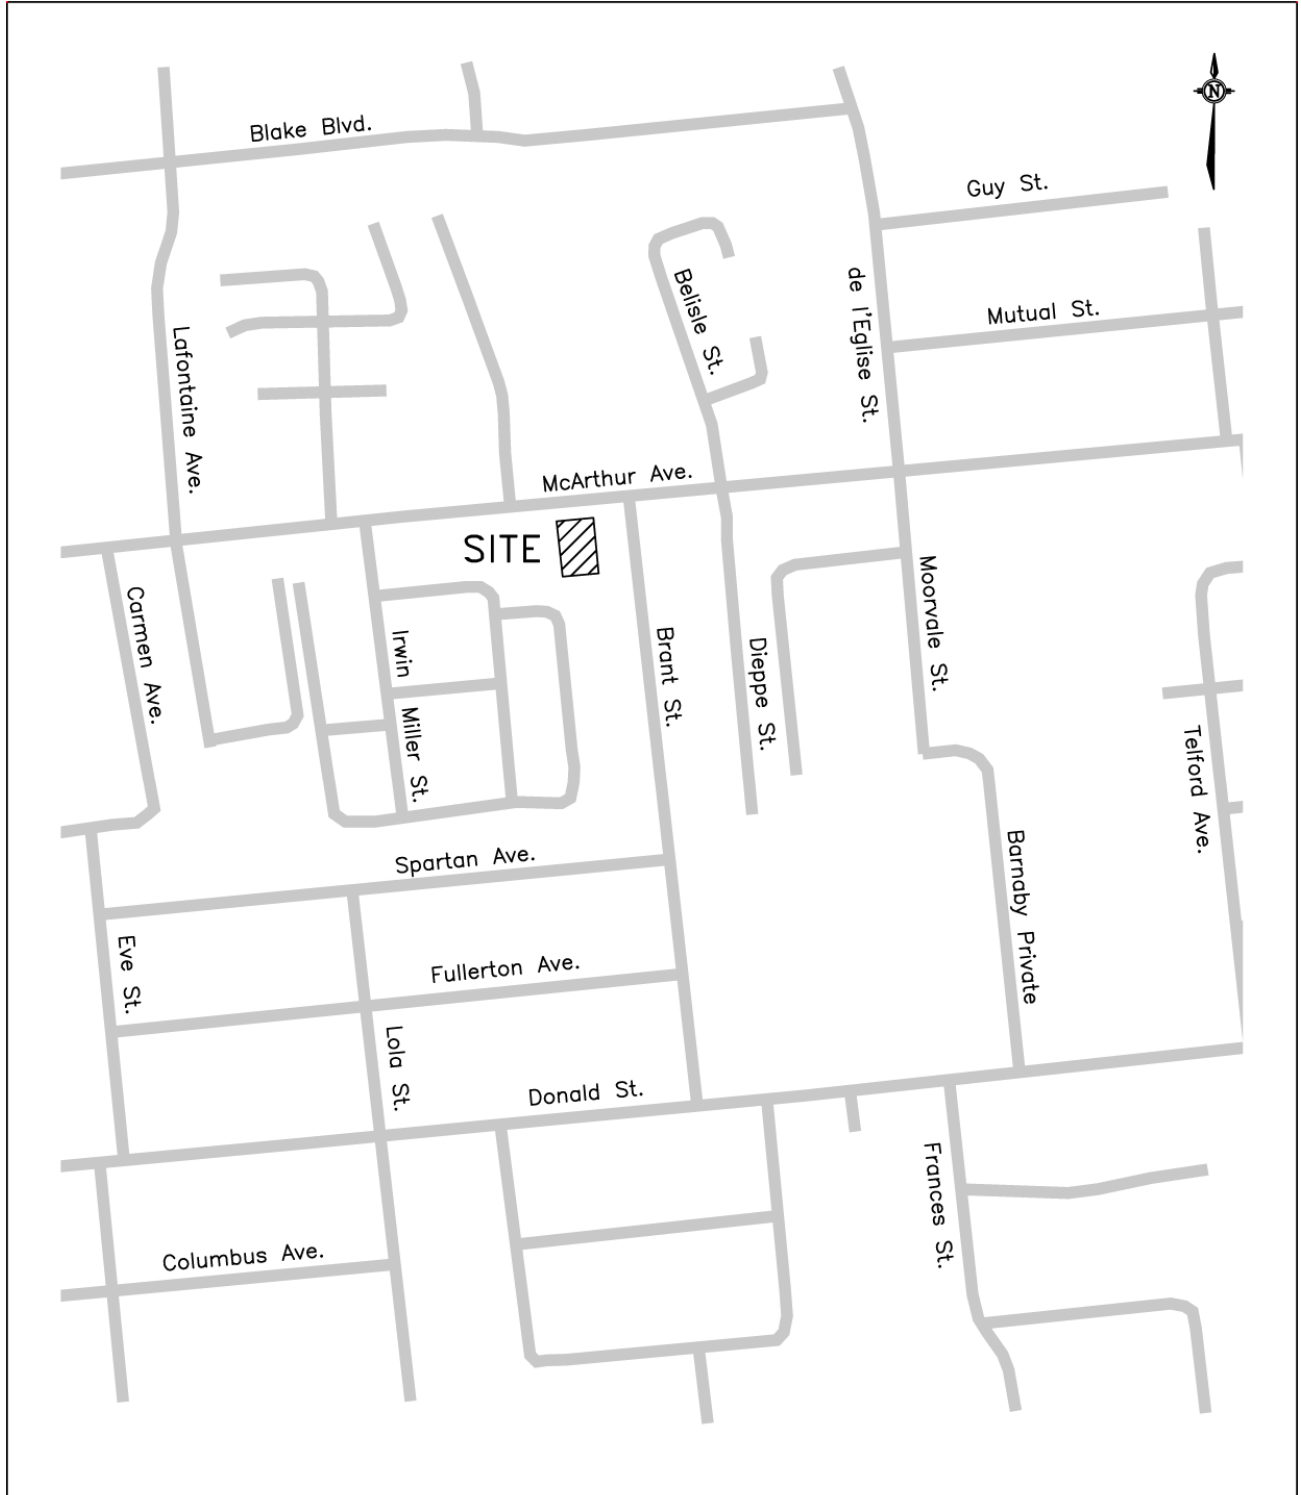 Blake Blvd.
N
Guy St.
Belisle St.
de l'Eglise St.
Mutual St.
Lafontaine Ave.
McArthur Ave.
SITE
Carmen Ave.
Irwin
Miller St.
Brant St.
Dieppe St.
Moorvale St.
Telford Ave.
Spartan Ave.
Barnaby Private
Eve St.
Fullerton Ave.
Lola St.
Donald St.
Frances St.
Columbus Ave.